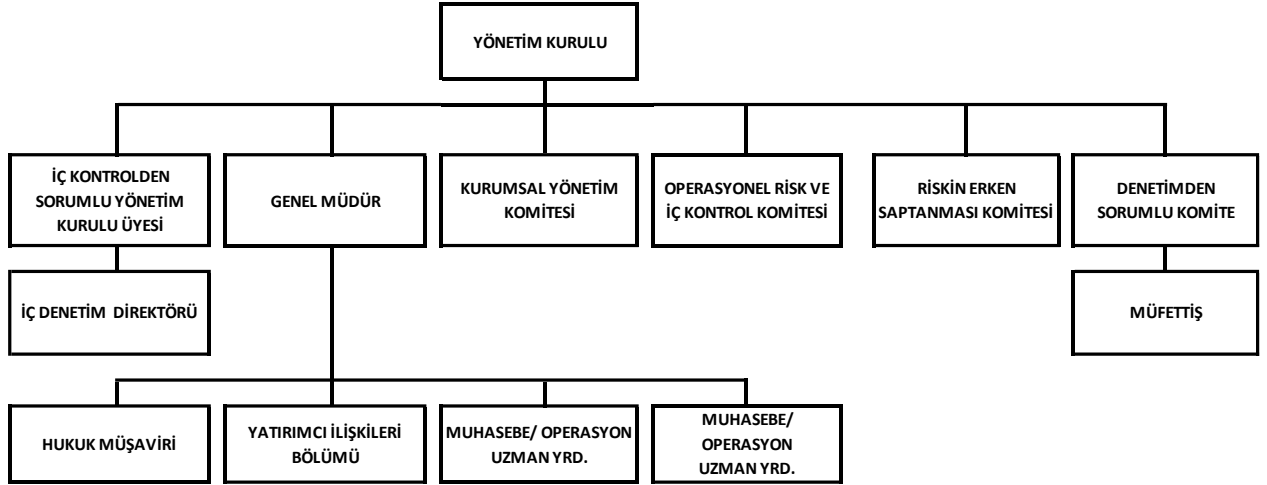 YÖNETİM KURULU
İÇ KONTROLDEN
SORUMLU YÖNETİM
KURULU ÜYESİ
GENEL MÜDÜR
KURUMSAL YÖNETİM
KOMİTESİ
OPERASYONEL RİSK VE
İÇ KONTROL KOMİTESİ
RİSKİN ERKEN
SAPTANMASI KOMİTESİ
DENETİMDEN
SORUMLU KOMİTE
İÇ DENETİM DİREKTÖRÜ
MÜFETTİŞ
HUKUK MÜŞAVİRİ
YATIRIMCI İLİŞKİLERİ
BÖLÜMÜ
MUHASEBE/ OPERASYON
UZMAN YRD.
MUHASEBE/
OPERASYON
UZMAN YRD.